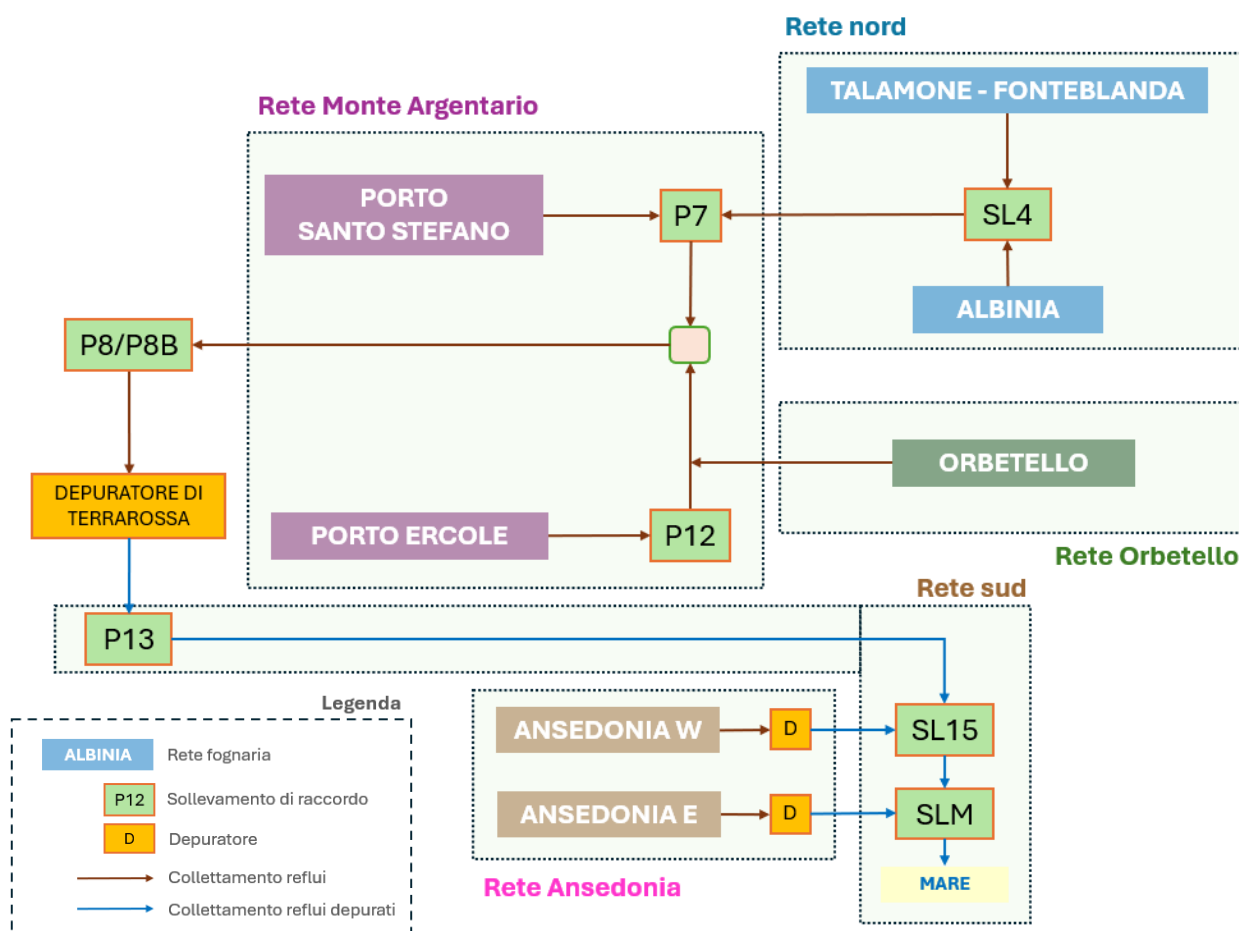 Rete nord
TALAMONE - FONTEBLANDA
Rete Monte Argentario
PORTO
SANTO STEFANO
P7
SL4
ALBINIA
P8/P8B
ORBETELLO
DEPURATORE DI
TERRAROSSA
PORTO ERCOLE
P12
Rete Orbetello
Rete sud
P13
Legenda
ALBINIA
Rete fognaria
P12
Sollevamento di raccordo
D
Depuratore
Collettamento reflui
Collettamento reflui depurati
ANSEDONIA W
D
SL15
ANSEDONIA E
D
SLM
Rete Ansedonia
MARE